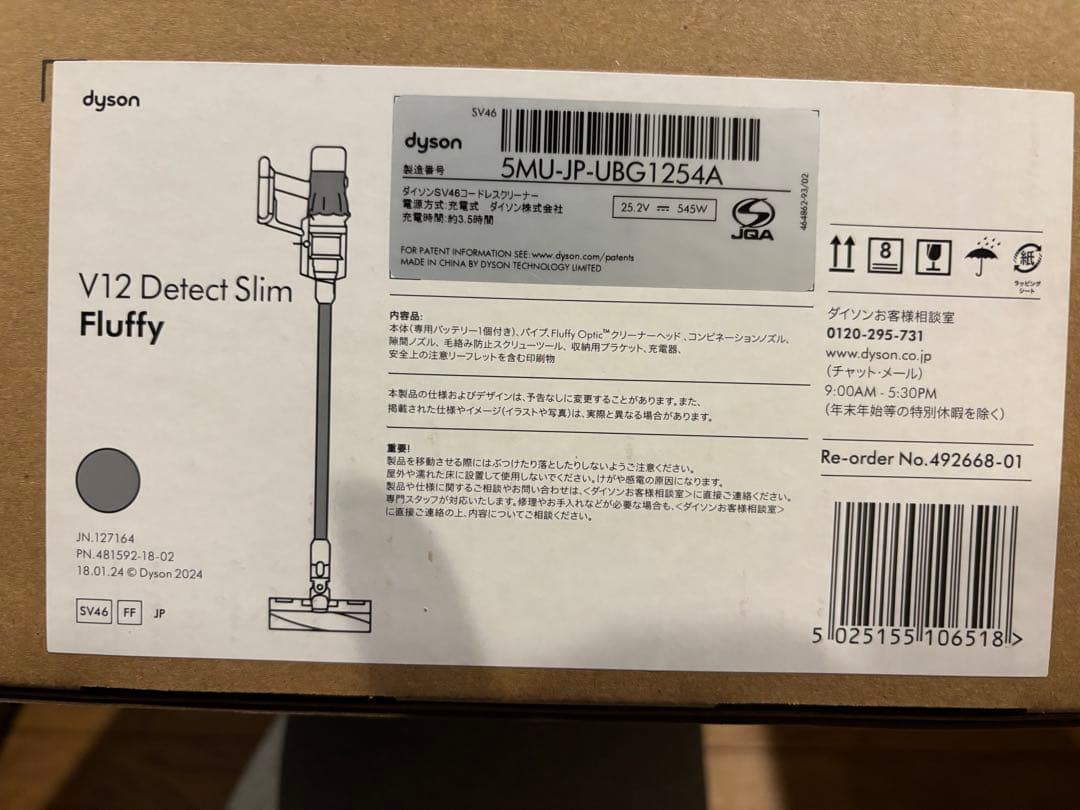 dyson
V12 Detect Slim
Fluffy
JN.127164
PN.481592-18-02
18.01.24 © Dyson 2024
SV46 FF JP
SV46
dyson
製造番号 5MU-JP-UBG1254A
ダイソンSV46コードレスクリーナー
電源方式:充電式 ダイソン株式会社
充電時間:約3.5時間
25.2V ⎓ 545W
JQA
464862-93/02
FOR PATENT INFORMATION SEE: www.dyson.com/patents
MADE IN CHINA BY DYSON TECHNOLOGY LIMITED
内容品:
本体(専用バッテリー1個付き)、パイプ、Fluffy Optic™クリーナーヘッド、コンビネーションノズル、
隙間ノズル、毛絡み防止スクリューツール、収納用ブラケット、充電器、
安全上の注意リーフレットを含む印刷物
本製品の仕様およびデザインは、予告なしに変更することがあります。また、
掲載された仕様やイメージ(イラストや写真)は、実際と異なる場合があります。
重要!
製品を移動させる際にはぶつけたり落としたりしないようご注意ください。
屋外や濡れた床に設置して使用しないでください。けがや感電の原因になります。
製品や仕様に関するご相談やお問い合わせは、<ダイソンお客様相談室>に直接ご連絡ください。
専門スタッフが対応いたします。修理やお手入れなどが必要な場合も、<ダイソンお客様相談室>
に直接ご連絡の上、内容についてご相談ください。
8
紙
ラッピング
シート
ダイソンお客様相談室
0120-295-731
www.dyson.co.jp
(チャット・メール)
9:00AM - 5:30PM
(年末年始等の特別休暇を除く)
Re-order No.492668-01
5 025155 106518 >